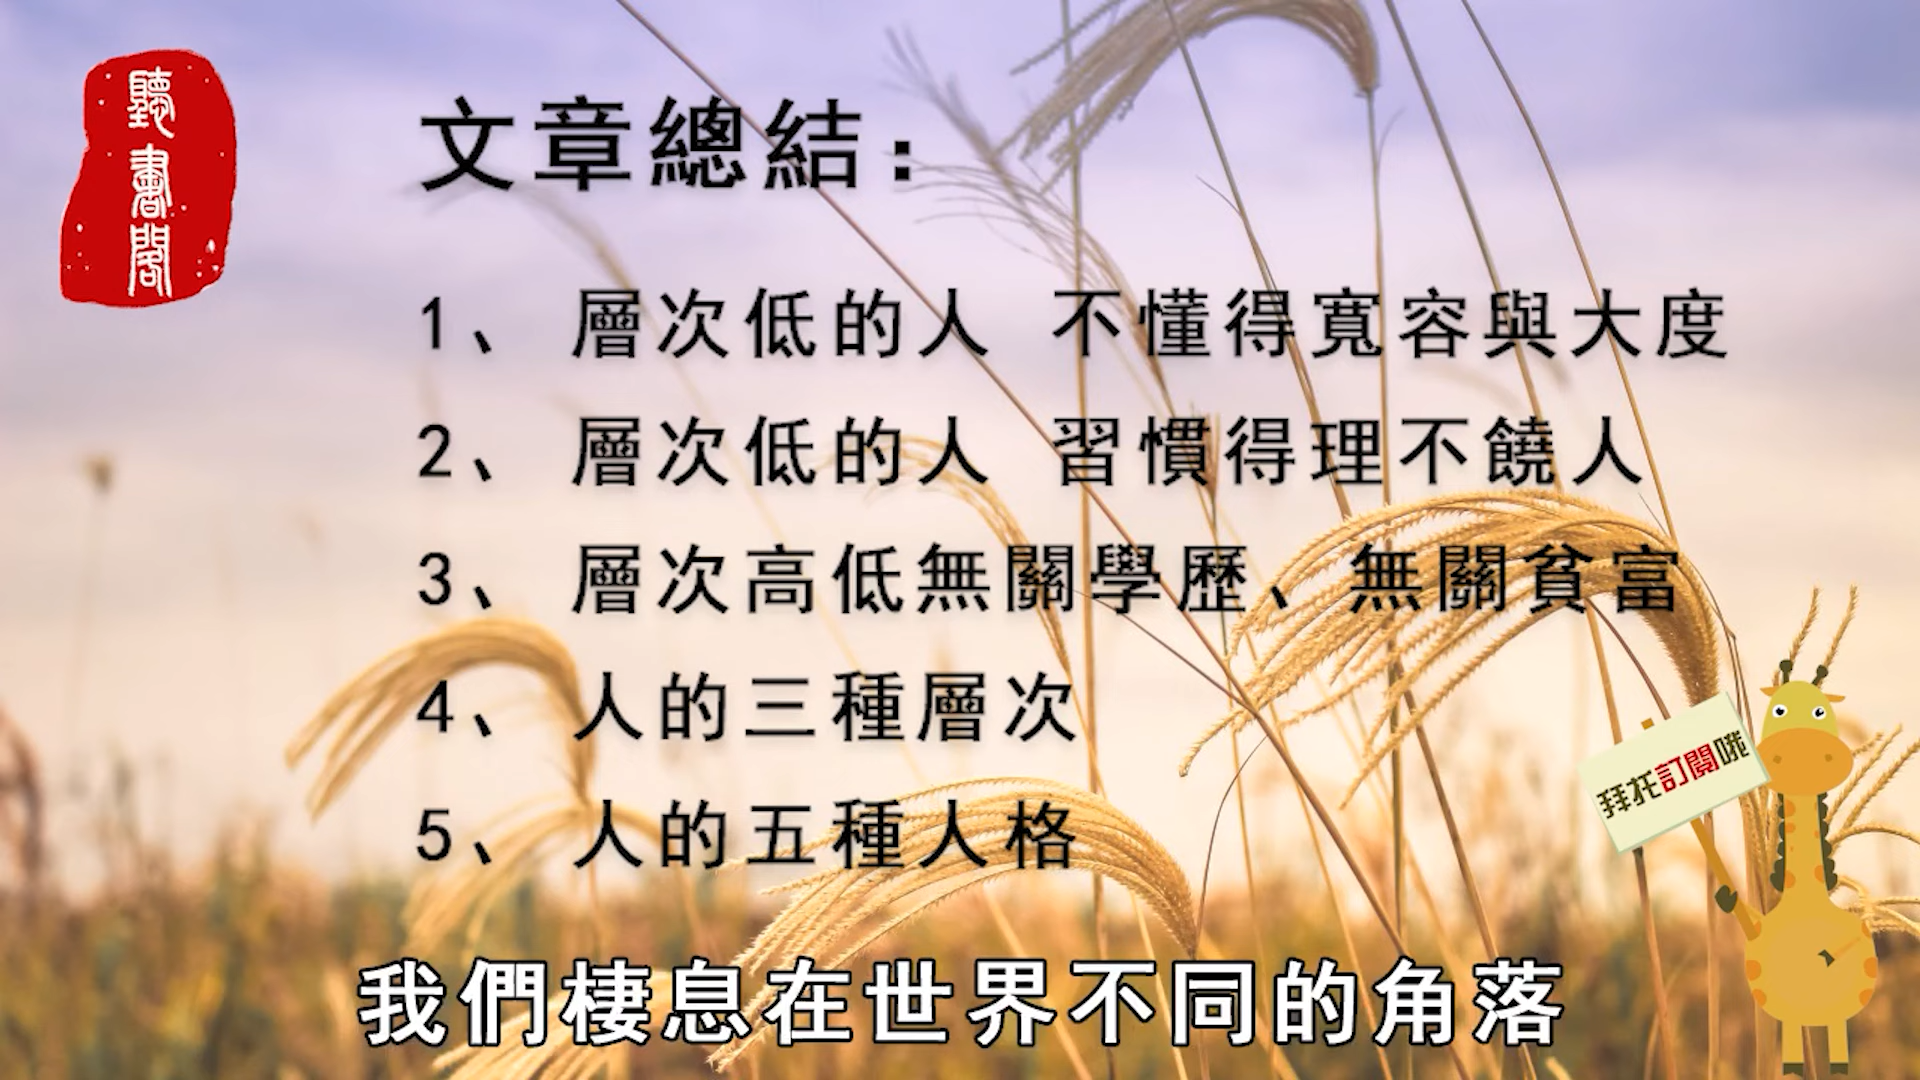 聽書閣
文章總結：
1、層次低的人 不懂得寬容與大度
2、層次低的人 習慣得理不饒人
3、層次高低無關學歷、無關貧富
4、人的三種層次
5、人的五種人格
拜托訂閱哦
我們棲息在世界不同的角落